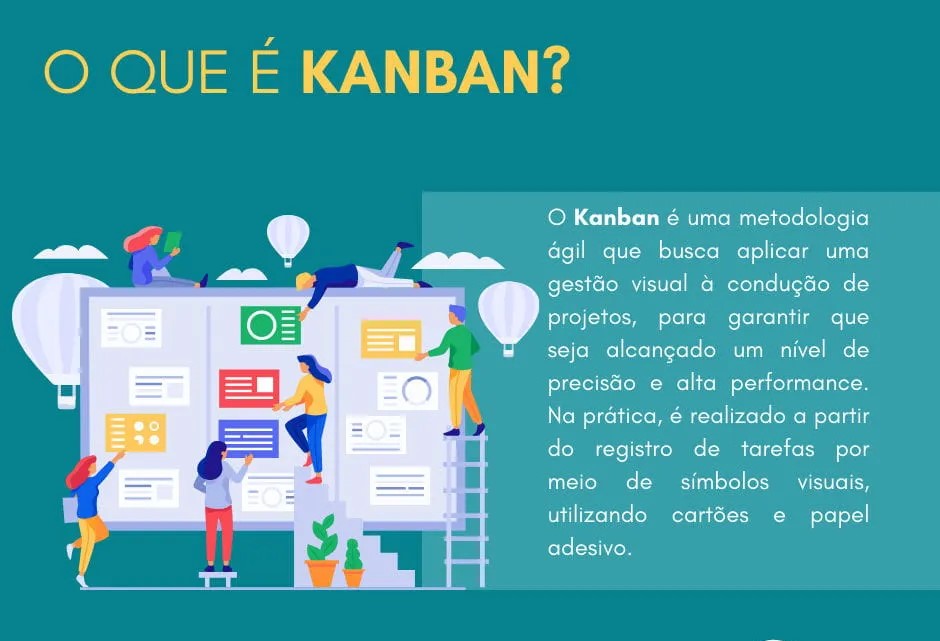 O QUE É KANBAN?
O Kanban é uma metodologia
ágil que busca aplicar uma
gestão visual à condução de
projetos, para garantir que
seja alcançado um nível de
precisão e alta performance.
Na prática, é realizado a partir
do registro de tarefas por
meio de símbolos visuais,
utilizando cartões e papel
adesivo.